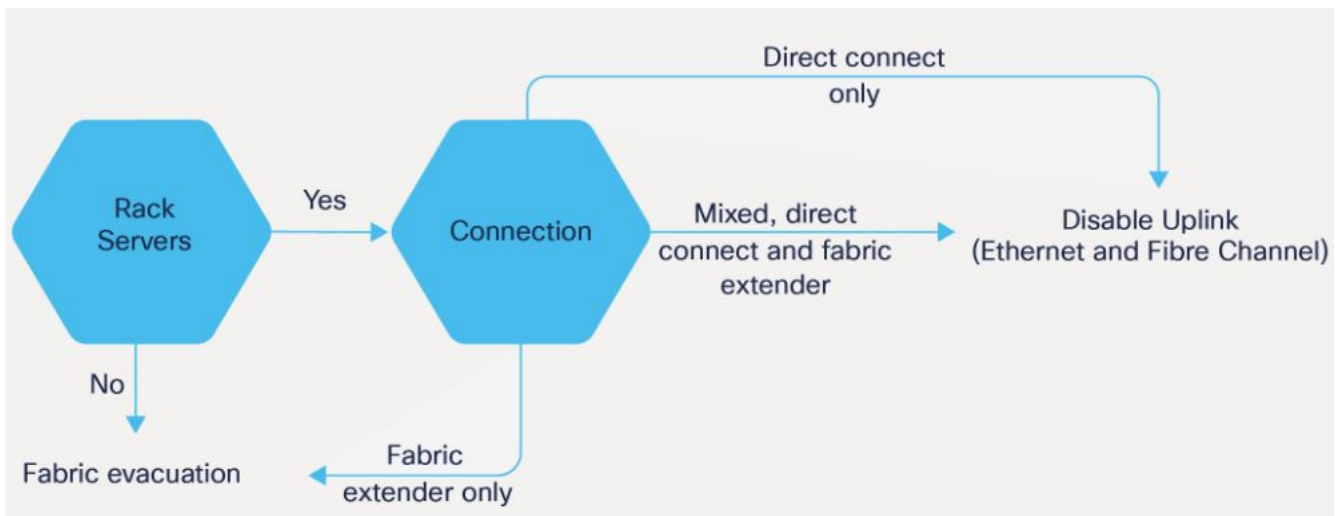 Direct connect
only
Rack
Servers
Yes
Connection
Mixed, direct
connect and fabric
extender
Disable Uplink
(Ethernet and Fibre Channel)
No
Fabric evacuation
Fabric
extender only